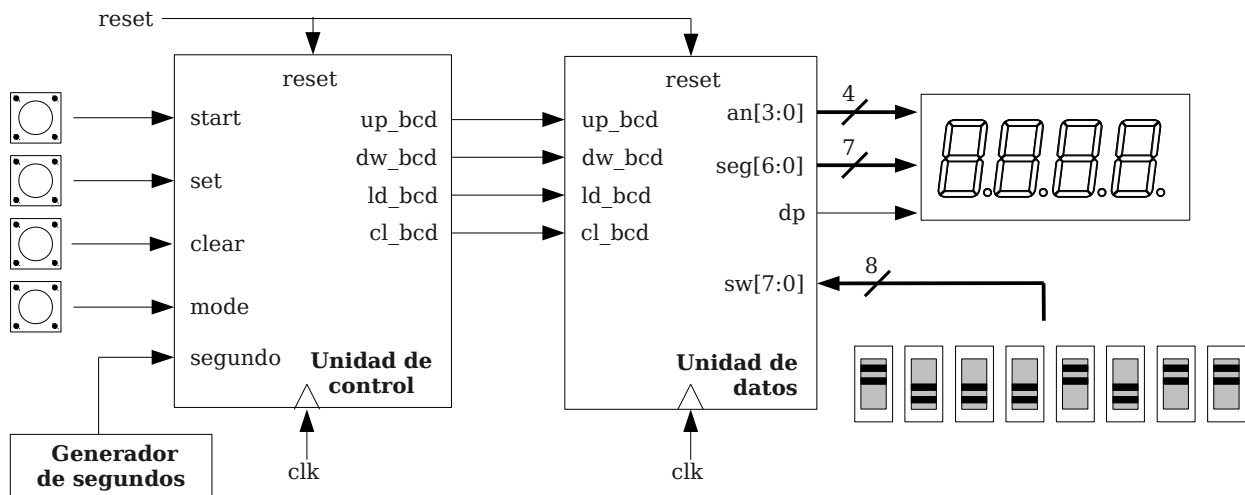 reset
reset
start
set
clear
mode
segundo
up_bcd
dw_bcd
ld_bcd
cl_bcd
Unidad de
control
clk
Generador
de segundos
reset
up_bcd
dw_bcd
ld_bcd
cl_bcd
an[3:0]
seg[6:0]
dp
sw[7:0]
Unidad de
datos
clk
4
7
8